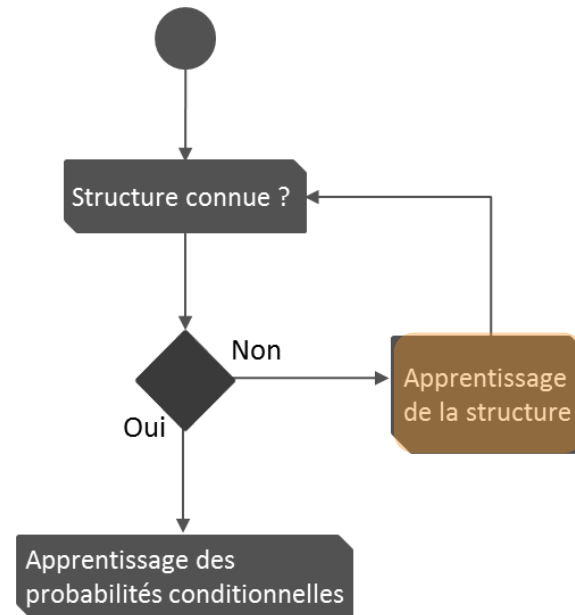 Structure connue ?
Non
Apprentissage
de la structure
Oui
Apprentissage des
probabilités conditionnelles